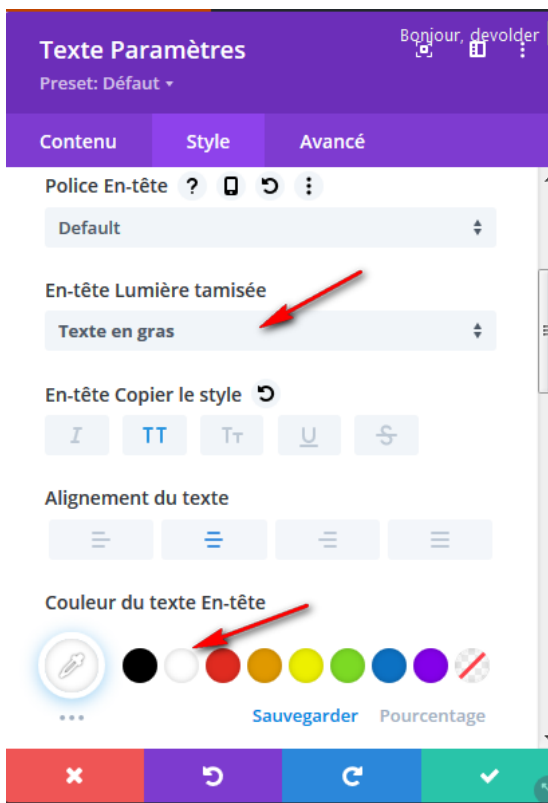 Bonjour, devolder
Texte Paramètres
Preset: Défaut
Contenu Style Avancé
Police En-tête ?
Default
En-tête Lumière tamisée
Texte en gras
En-tête Copier le style
I TT Tт U S
Alignement du texte
Couleur du texte En-tête
Sauvegarder Pourcentage